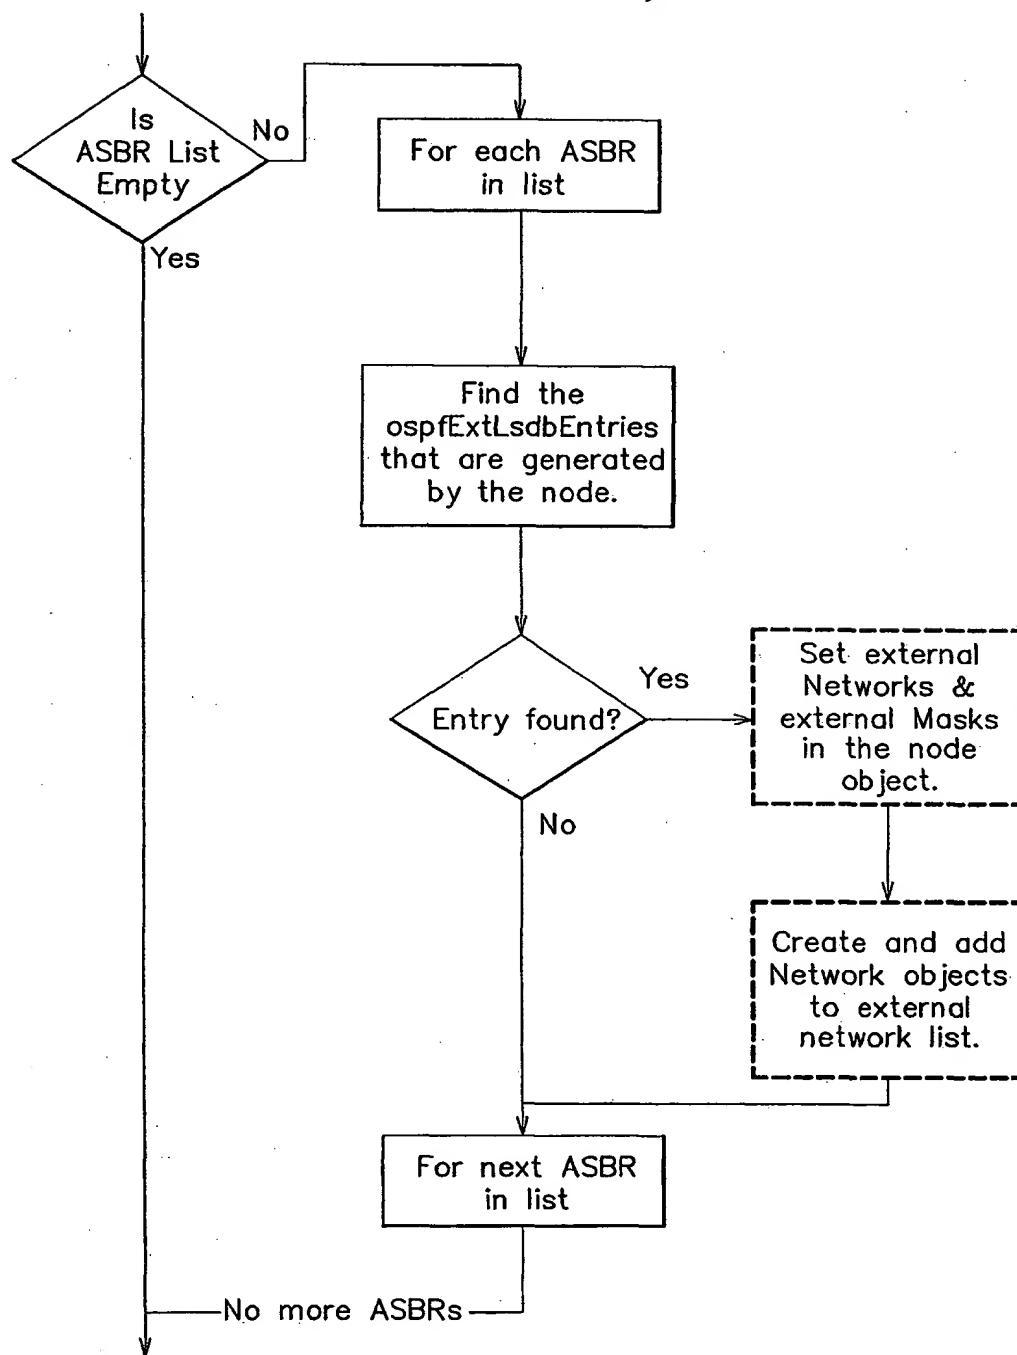 Is
ASBR List
Empty
No
Yes
For each ASBR
in list
Find the
ospfExtLsdbEntries
that are generated
by the node.
Entry found?
Yes
No
Set external
Networks &
external Masks
in the node
object.
Create and add
Network objects
to external
network list.
For next ASBR
in list
No more ASBRs